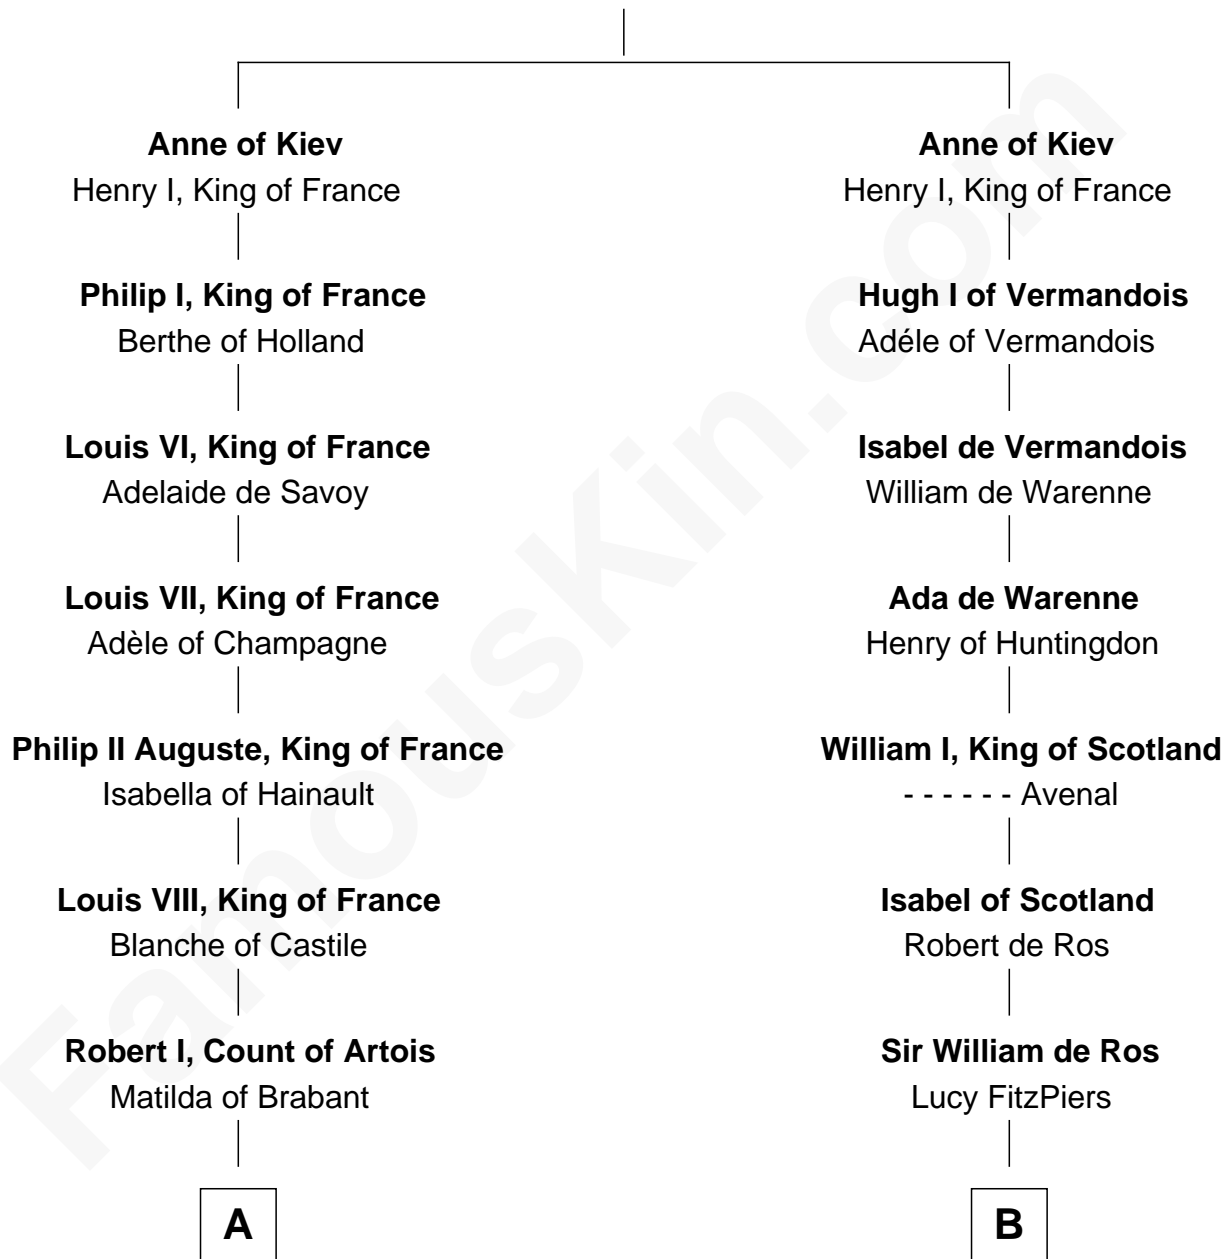 Anne of Kiev
Henry I, King of France
Philip I, King of France
Berthe of Holland
Louis VI, King of France
Adelaide de Savoy
Louis VII, King of France
Adèle of Champagne
Philip II Auguste, King of France
Isabella of Hainault
Louis VIII, King of France
Blanche of Castile
Robert I, Count of Artois
Matilda of Brabant
A
Anne of Kiev
Henry I, King of France
Hugh I of Vermandois
Adéle of Vermandois
Isabel de Vermandois
William de Warenne
Ada de Warenne
Henry of Huntingdon
William I, King of Scotland
- - - - - - Avenal
Isabel of Scotland
Robert de Ros
Sir William de Ros
Lucy FitzPiers
B
FamousKin.com